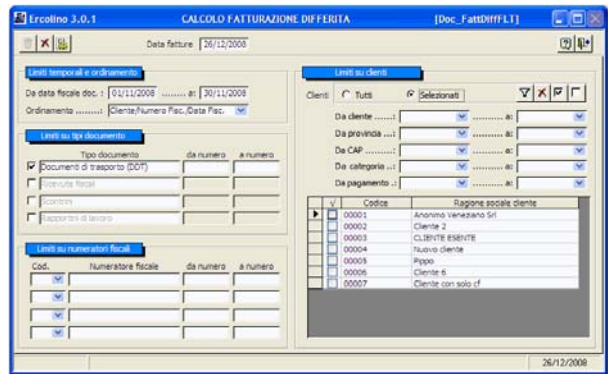 Ercolino 3.0.1 CALCOLO FATTURAZIONE DIFFERITA [Doc_FattDiffFLT]
Data fatture 26/12/2008
Limiti temporali e ordinamento
Da data fiscale doc. : 01/11/2008 ........ a: 30/11/2008
Ordinamento ........: Cliente/Numero Fisc./Data Fisc.
Limiti su tipi documento
Tipo documento da numero a numero
Documenti di trasporto (DDT)
Ricevute fiscali
Scontrini
Rapportini di lavoro
Limiti su numeratori fiscali
Cod. Numeratore fiscale da numero a numero
Limiti su clienti
Clienti Tutti Selezionati
Da cliente ......: .......... a:
Da provincia ...: .......... a:
Da CAP .........: .......... a:
Da categoria ...: .......... a:
Da pagamento .: .......... a:
√ Codice Ragione sociale cliente
00001 Anonimo Veneziano Srl
00002 Cliente 2
00003 CLIENTE ESENTE
00004 Nuovo cliente
00005 Pippo
00006 Cliente 6
00007 Cliente con solo cf
26/12/2008